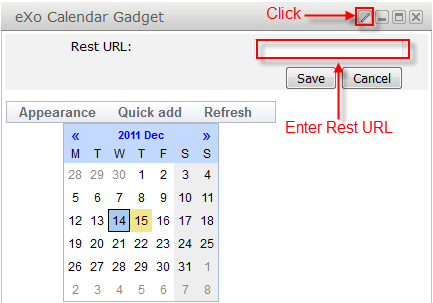 eXo Calendar Gadget
Click
Rest URL:
Save Cancel
Enter Rest URL
Appearance Quick add Refresh
« 2011 Dec »
M T W T F S S
28 29 30 1 2 3 4
5 6 7 8 9 10 11
12 13 14 15 16 17 18
19 20 21 22 23 24 25
26 27 28 29 30 31 1
2 3 4 5 6 7 8